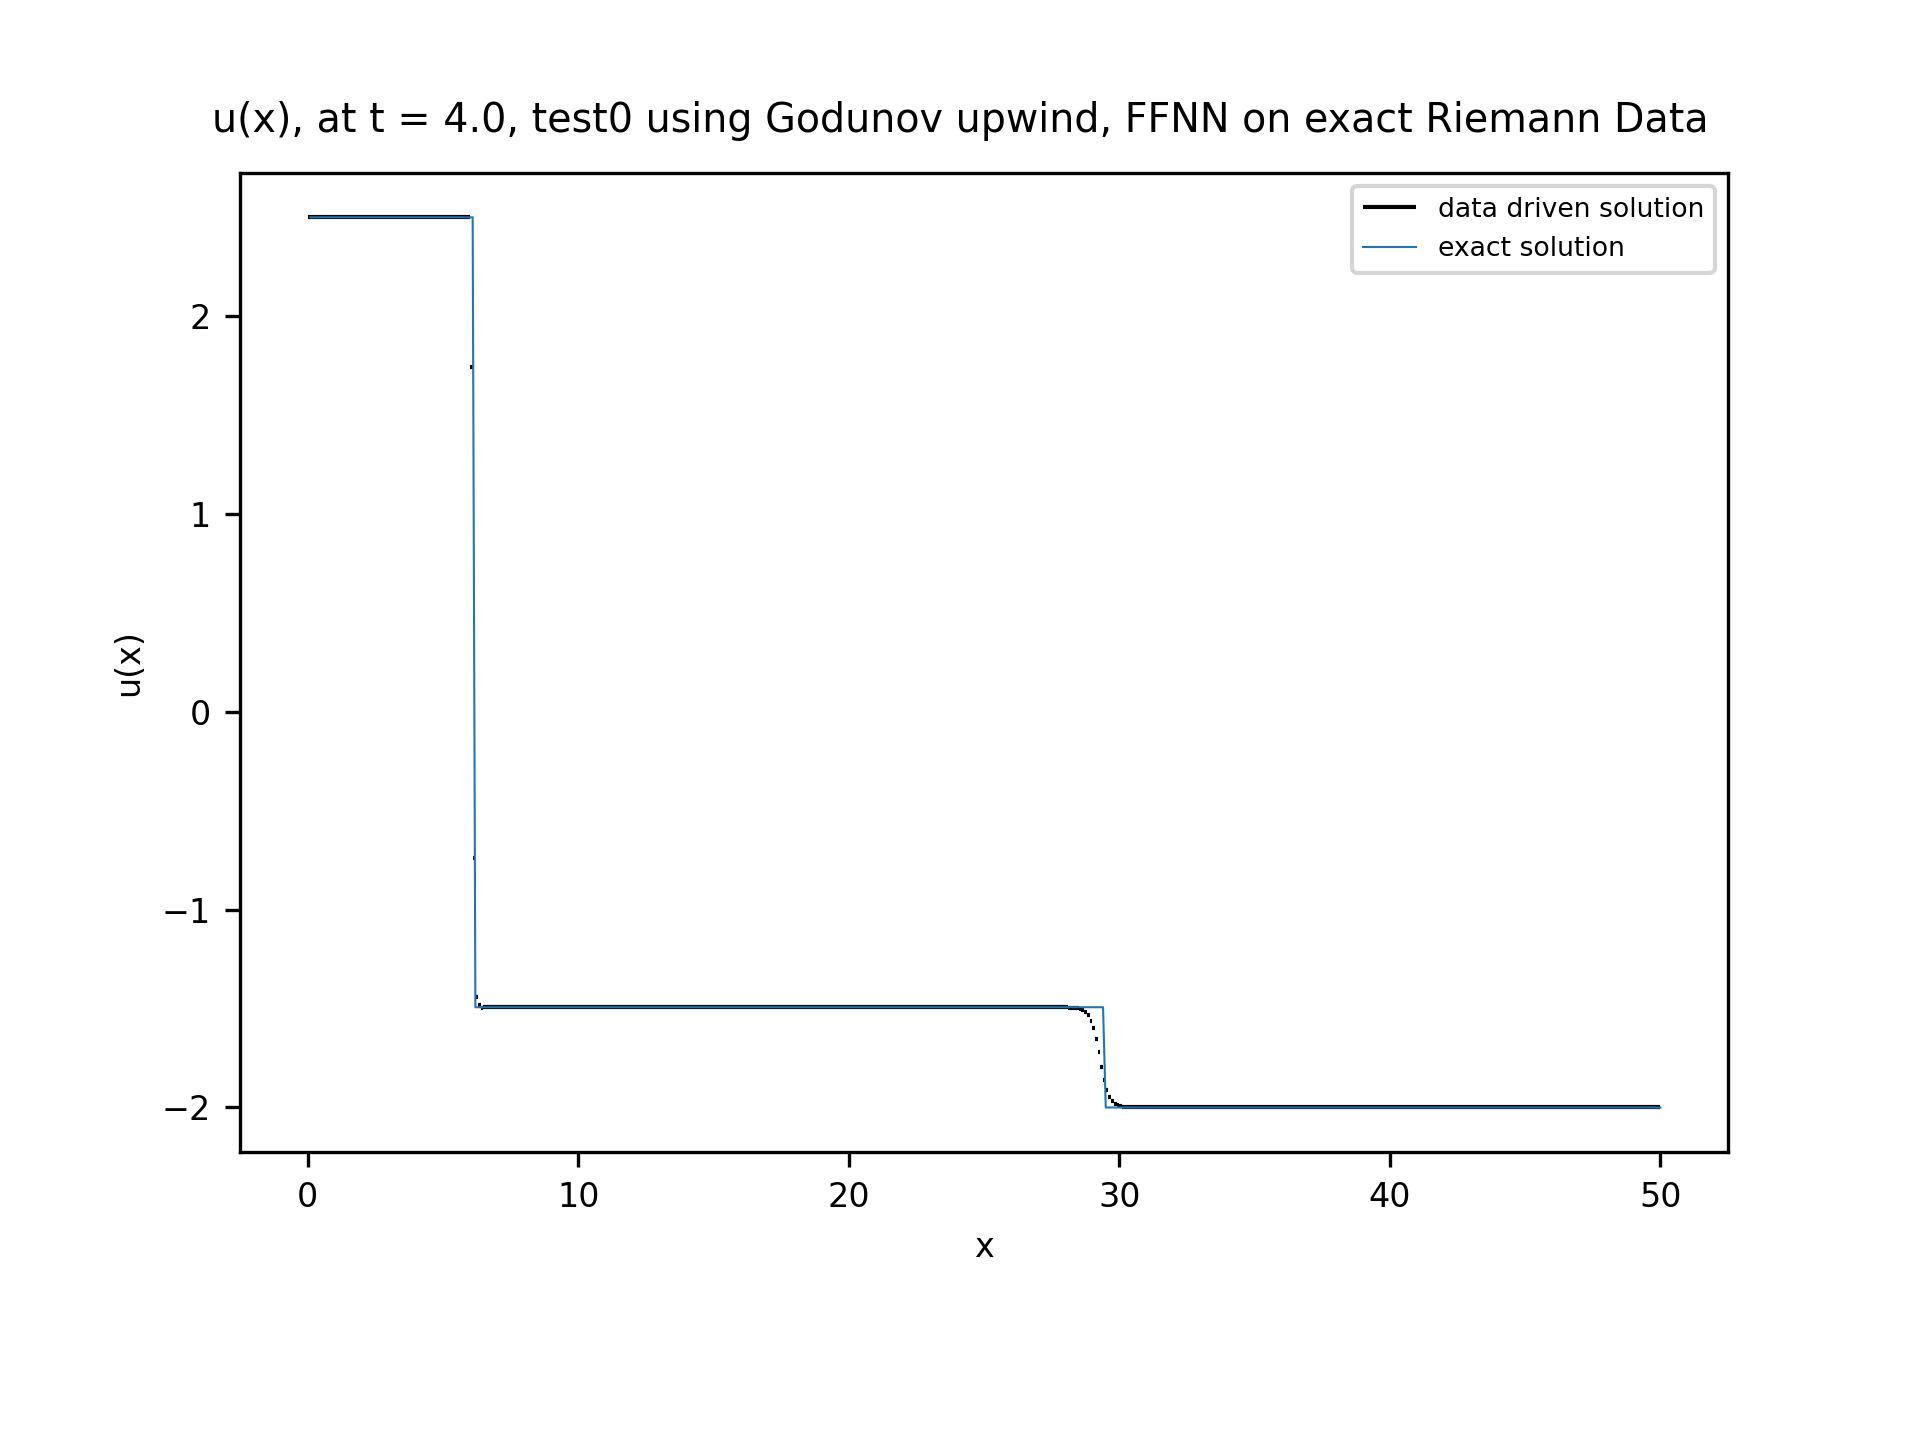 u(x), at t = 4.0, test0 using Godunov upwind, FFNN on exact Riemann Data
data driven solution
exact solution
2
1
0
−1
−2
u(x)
0 10 20 30 40 50
x